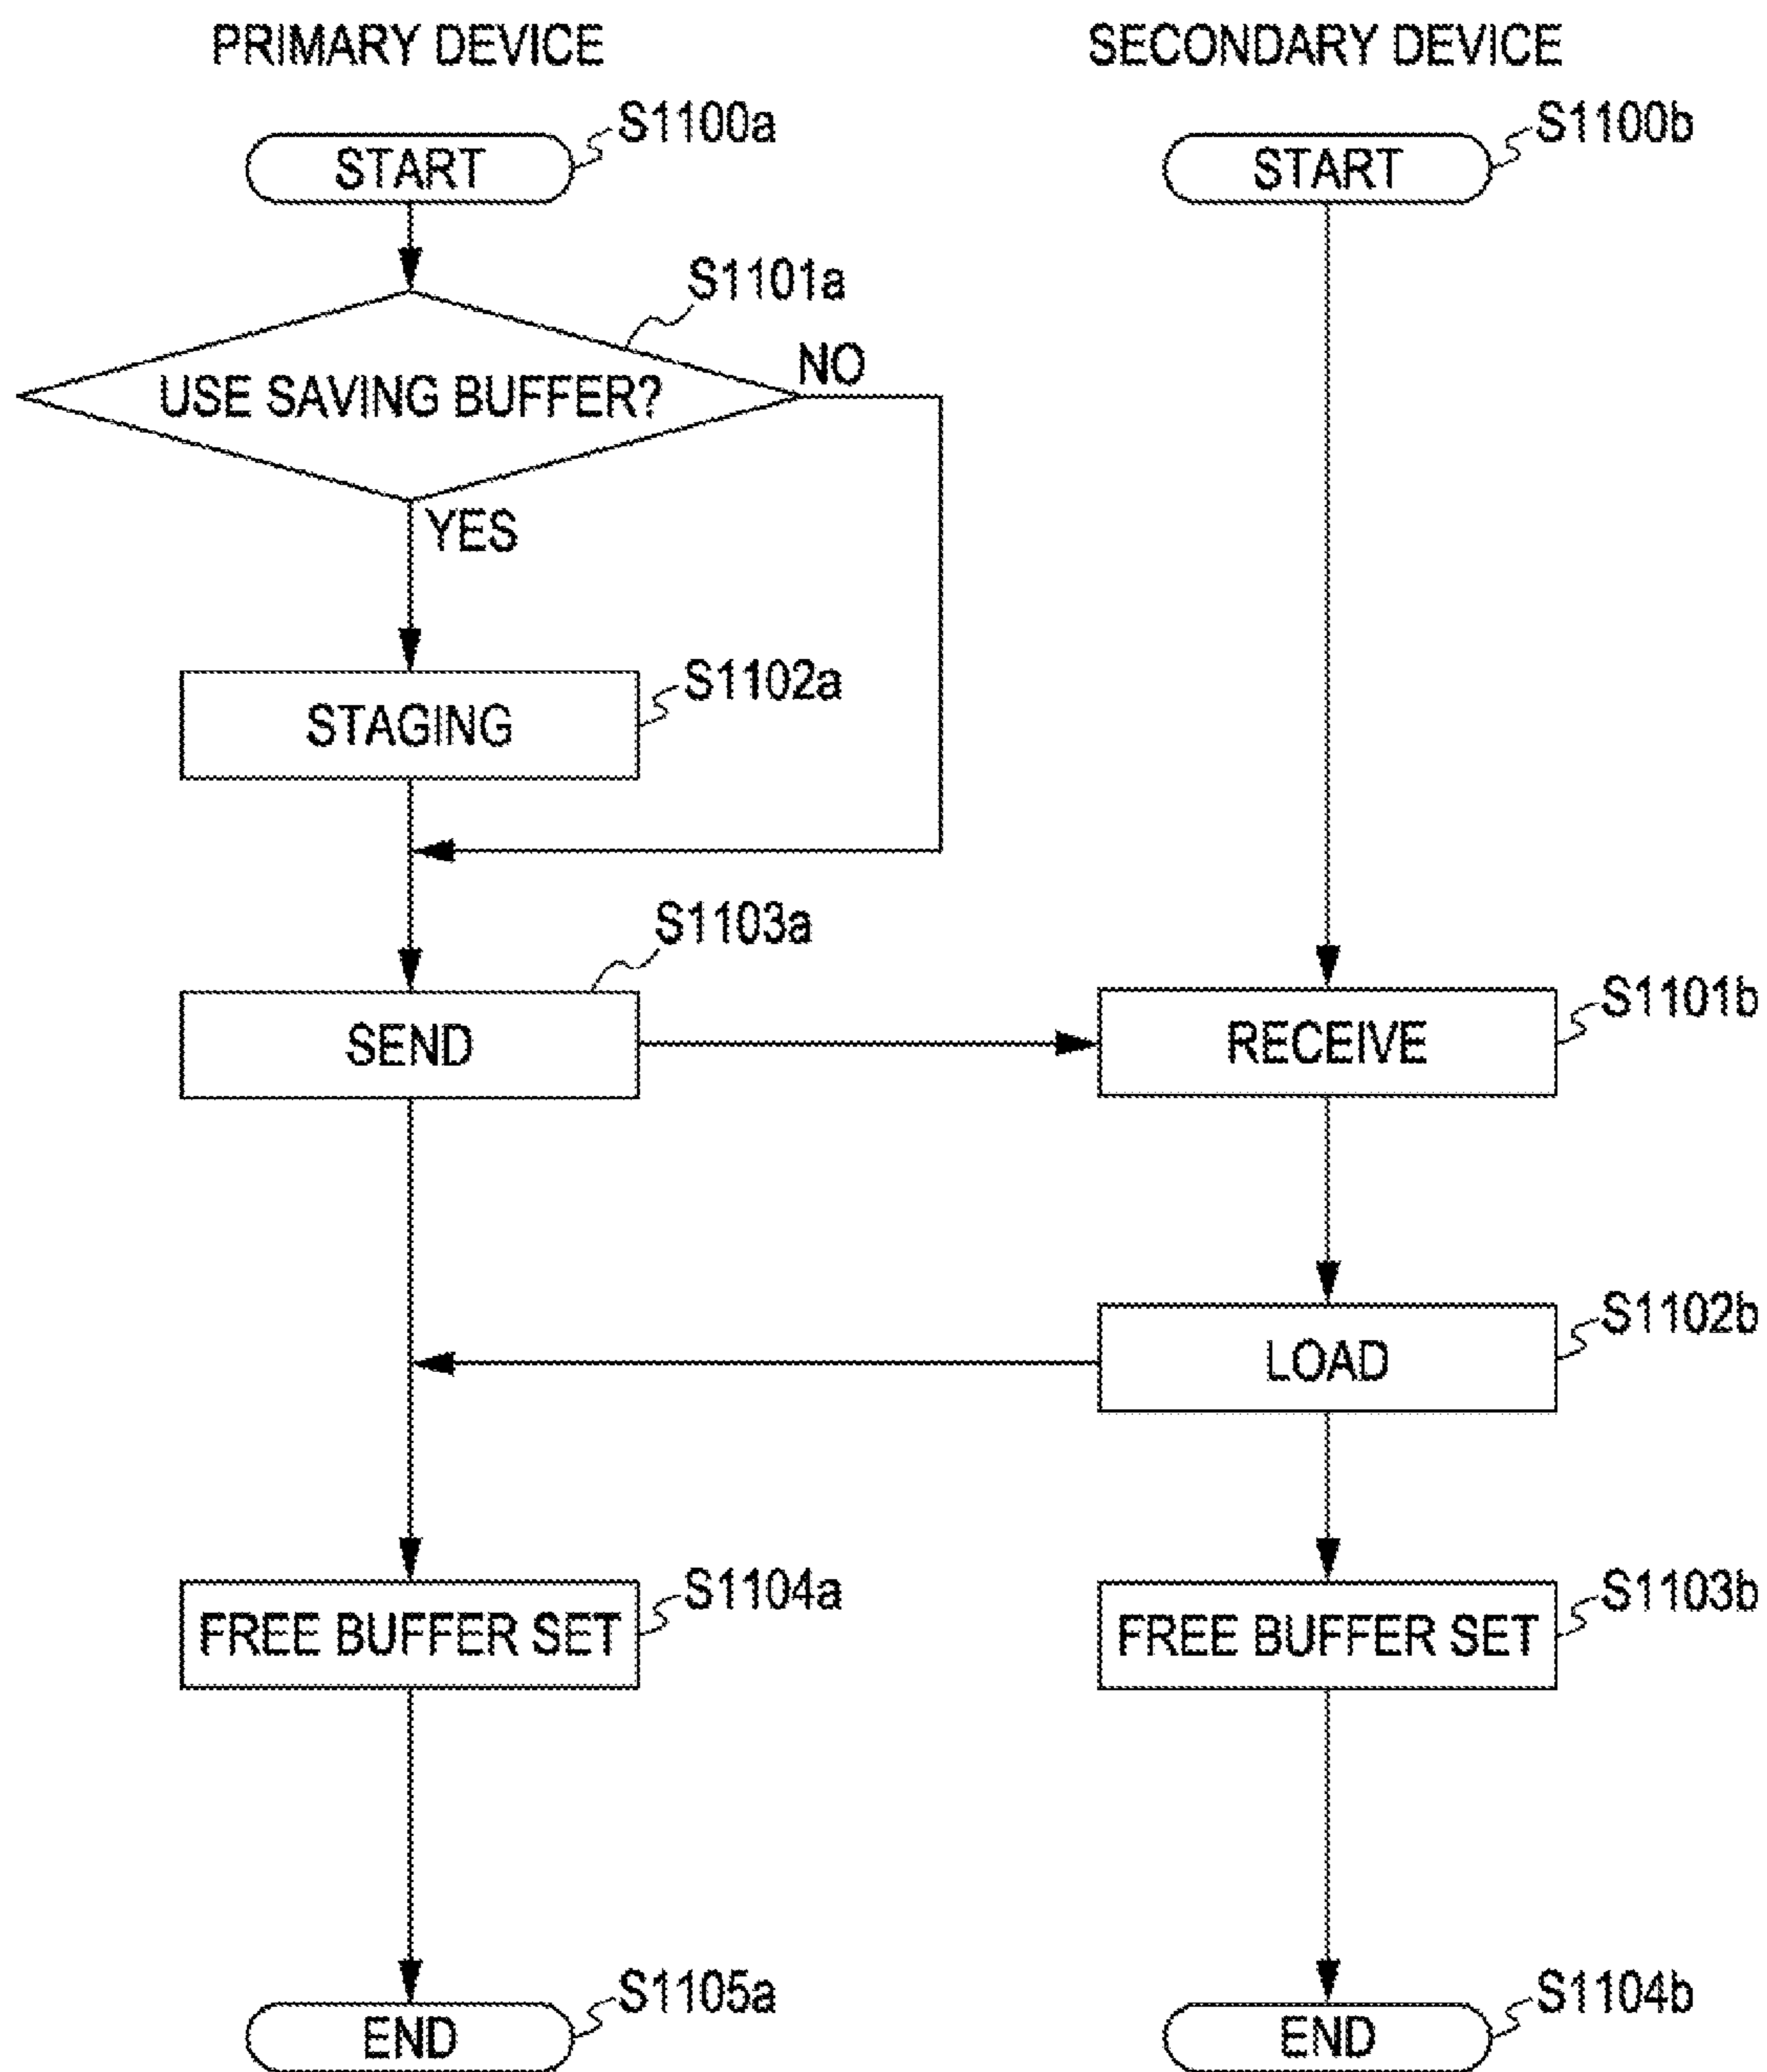 PRIMARY DEVICE
SECONDARY DEVICE
S1100a
START
S1100b
START
S1101a
USE SAVING BUFFER?
NO
YES
S1102a
STAGING
S1103a
SEND
S1101b
RECEIVE
S1102b
LOAD
S1104a
FREE BUFFER SET
S1103b
FREE BUFFER SET
S1105a
END
S1104b
END